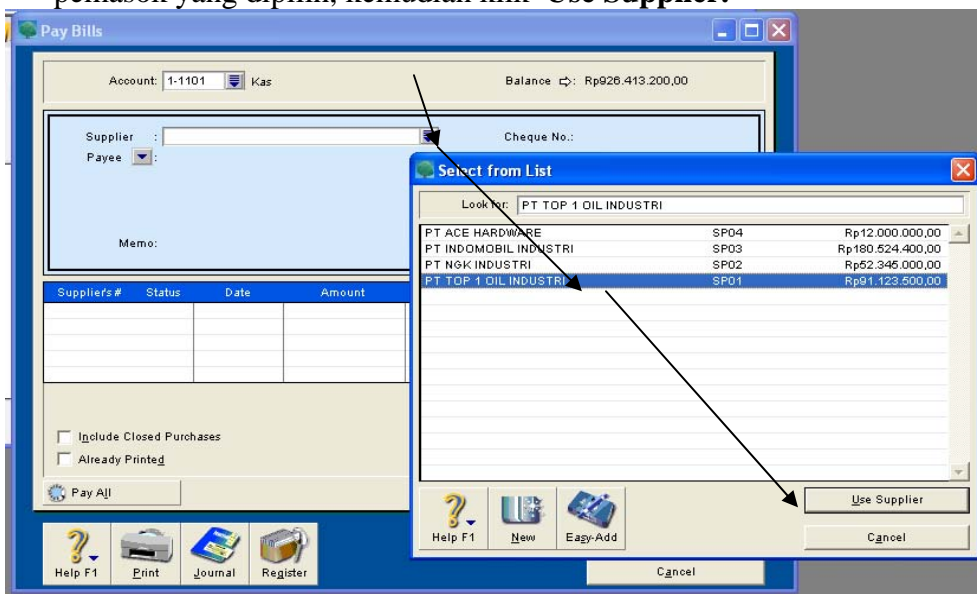 pemasok yang dipilih, kemudian klik Use Supplier.
Pay Bills
Account: 1-1101 Kas
Balance ⇨: Rp926.413.200,00
Supplier :
Cheque No.:
Payee :
Memo:
Supplier's # Status Date Amount
Include Closed Purchases
Already Printed
Pay All
Help F1 Print Journal Register
Cancel
Select from List
Look for: PT TOP 1 OIL INDUSTRI
PT ACE HARDWARE SP04 Rp12.000.000,00
PT INDOMOBIL INDUSTRI SP03 Rp180.524.400,00
PT NGK INDUSTRI SP02 Rp52.345.000,00
PT TOP 1 OIL INDUSTRI SP01 Rp91.123.500,00
Help F1 New Easy-Add
Use Supplier
Cancel